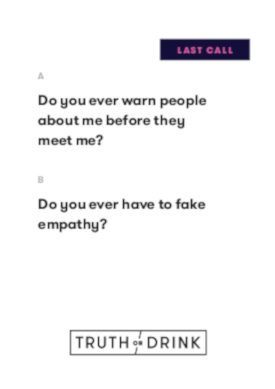 LAST CALL
A
Do you ever warn people
about me before they
meet me?
B
Do you ever have to fake
empathy?
TRUTH OR DRINK